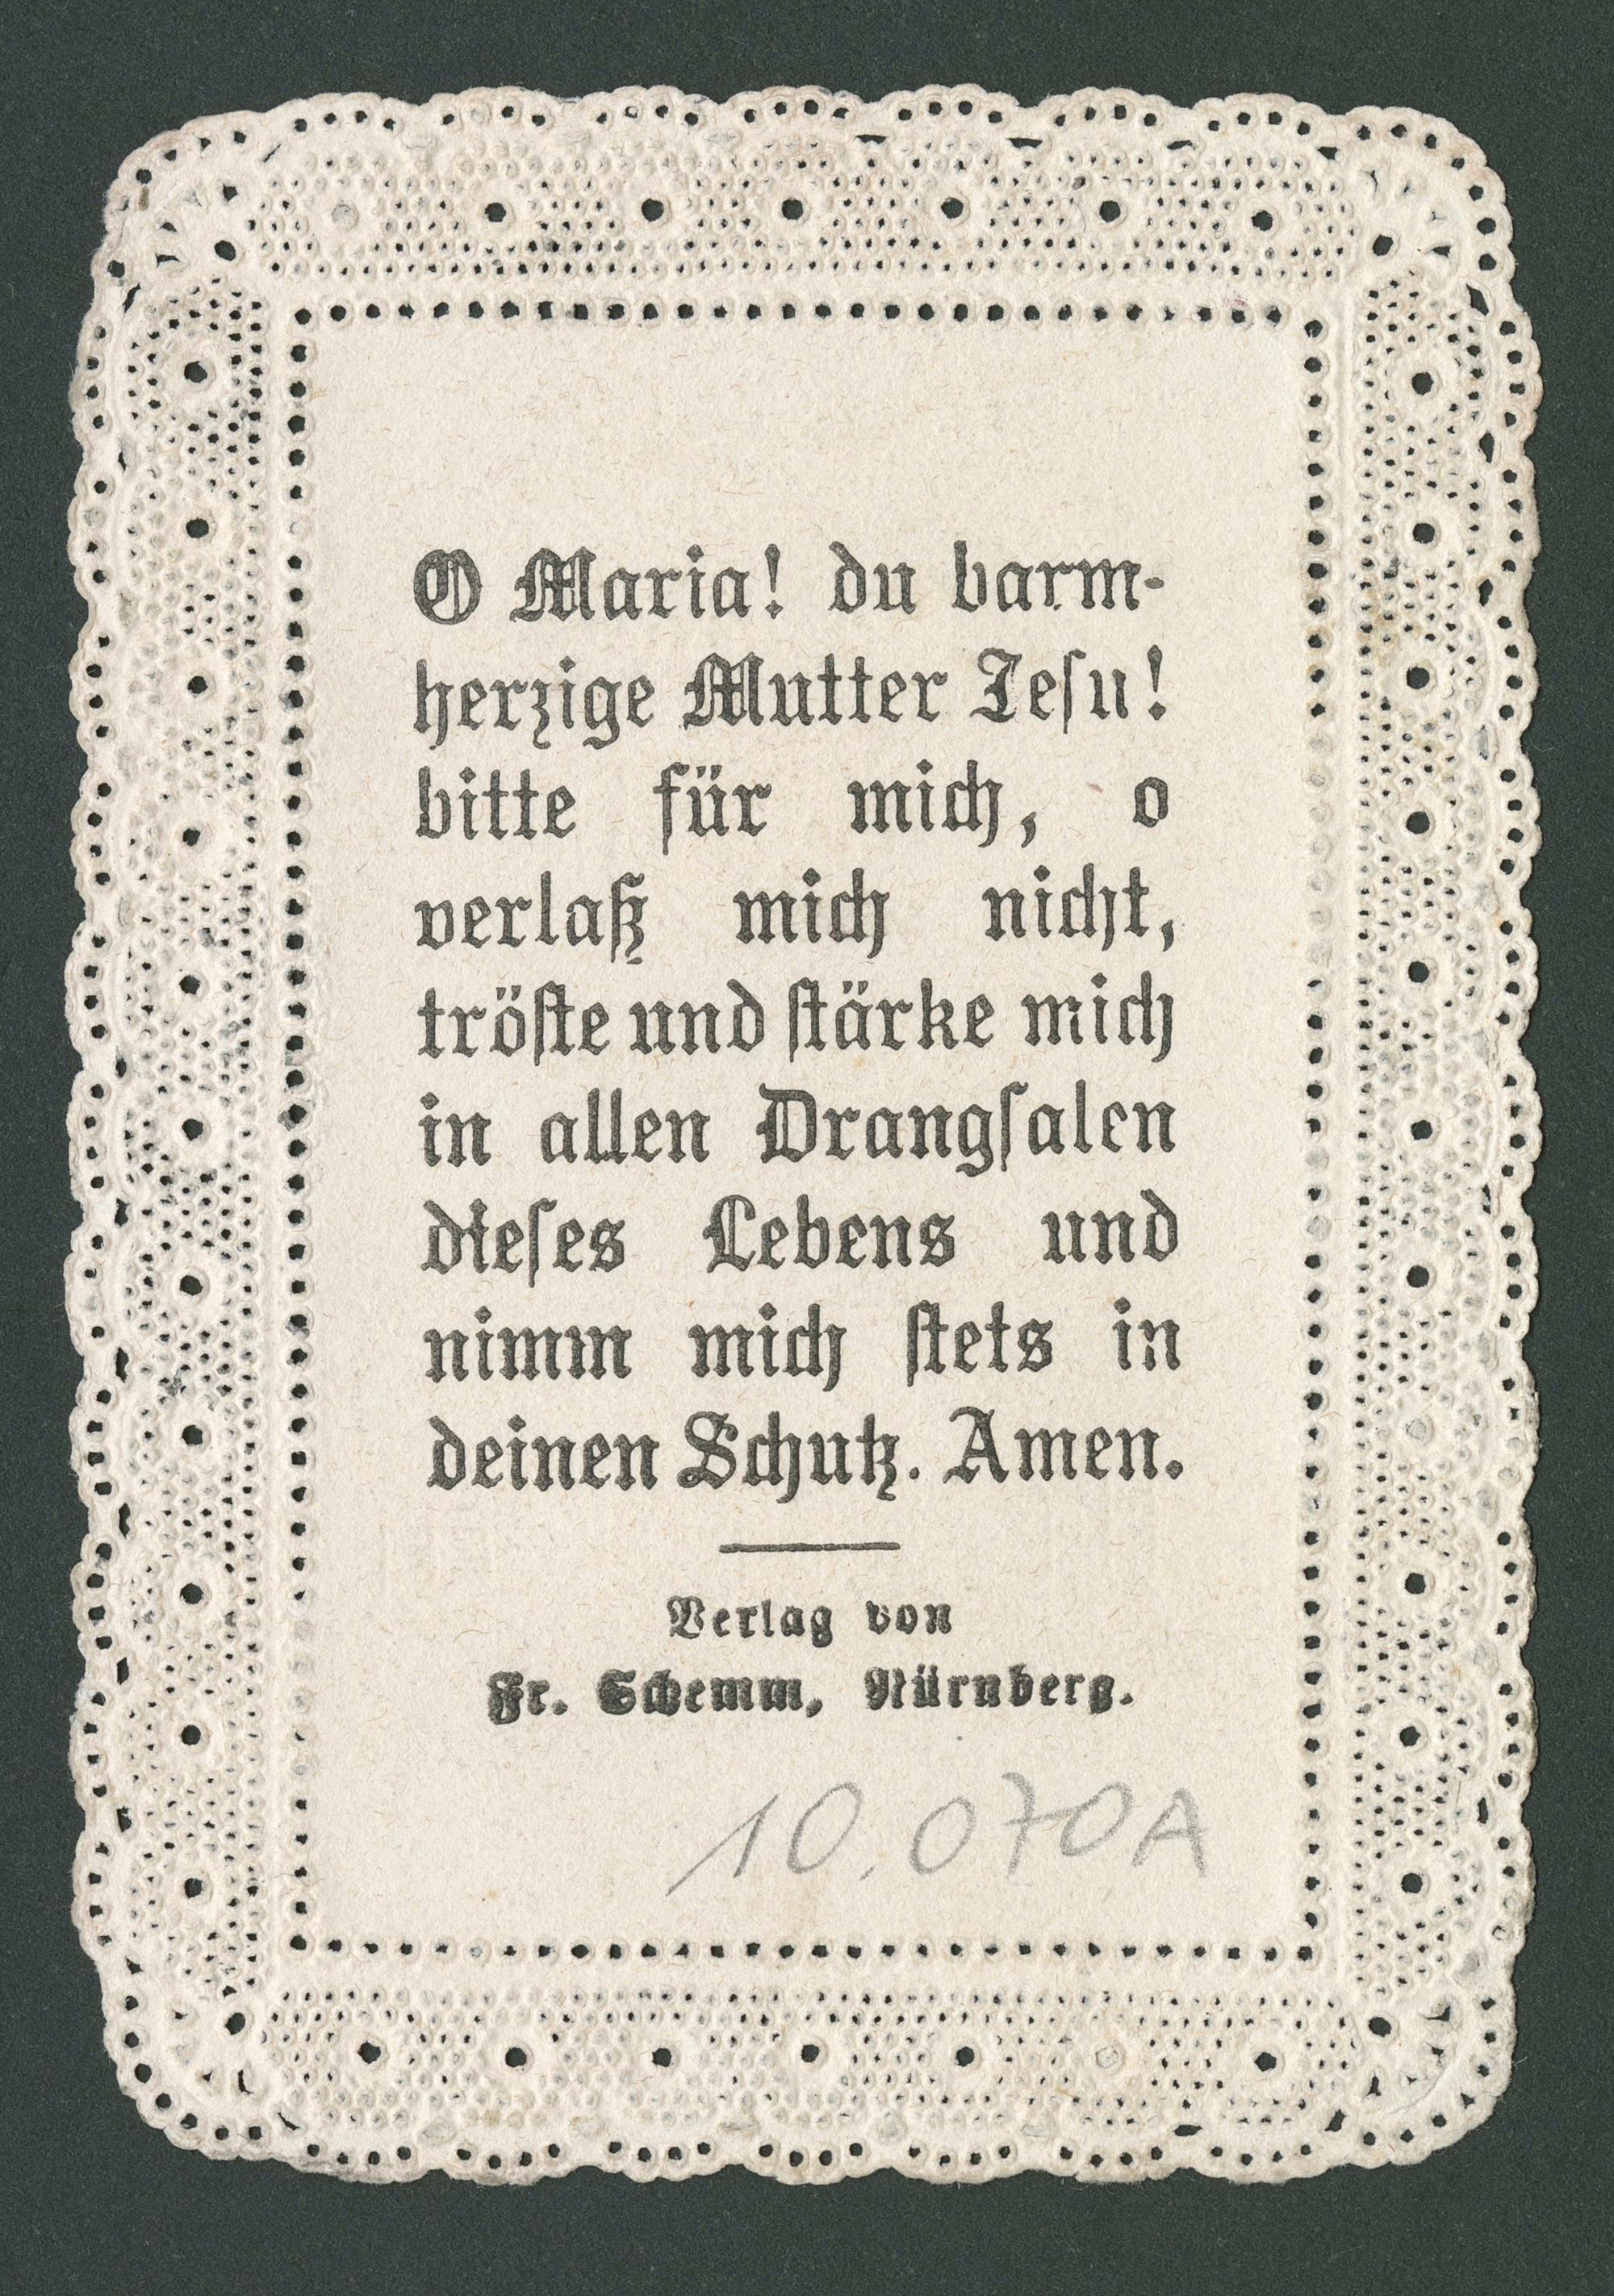 O Maria! du barm-
herzige Mutter Jesu!
bitte für mich, o
verlaß mich nicht,
tröste und stärke mich
in allen Drangsalen
dieses Lebens und
nimm mich stets in
deinen Schutz. Amen.
Verlag von
Fr. Schemm, Nürnberg.
10.070A